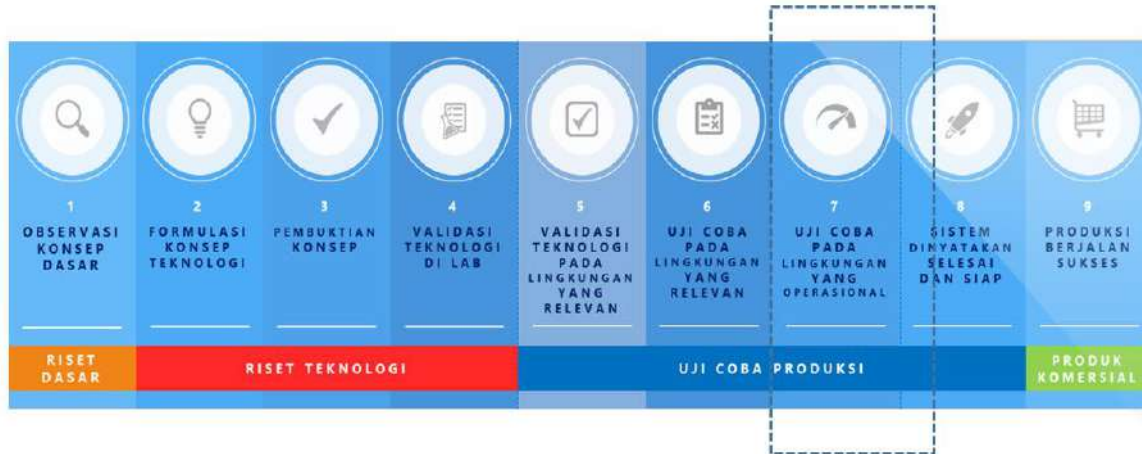 1
OBSERVASI
KONSEP
DASAR
2
FORMULASI
KONSEP
TEKNOLOGI
3
PEMBUKTIAN
KONSEP
4
VALIDASI
TEKNOLOGI
DI LAB
5
VALIDASI
TEKNOLOGI
PADA
LINGKUNGAN
YANG
RELEVAN
6
UJI COBA
PADA
LINGKUNGAN
YANG
RELEVAN
7
UJI COBA
PADA
LINGKUNGAN
YANG
OPERASIONAL
8
SISTEM
DINYATAKAN
SELESAI
DAN SIAP
9
PRODUKSI
BERJALAN
SUKSES
RISET
DASAR
RISET TEKNOLOGI
UJI COBA PRODUKSI
PRODUK
KOMERSIAL